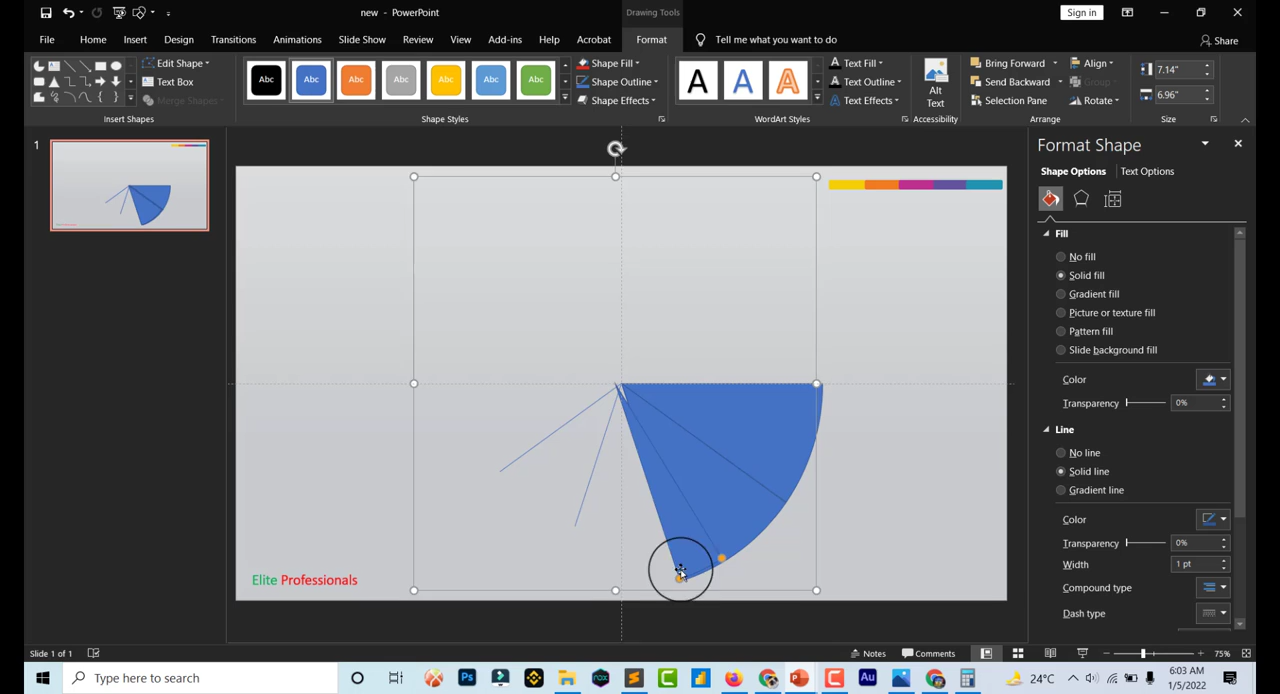 new - PowerPoint
Drawing Tools
Sign in
File
Home
Insert
Design
Transitions
Animations
Slide Show
Review
View
Add-ins
Help
Acrobat
Format
Tell me what you want to do
Share
Edit Shape
Text Box
Merge Shapes
Insert Shapes
Abc Abc Abc Abc Abc Abc Abc
Shape Fill
Shape Outline
Shape Effects
Shape Styles
A A A
Text Fill
Text Outline
Text Effects
WordArt Styles
Alt
Text
Accessibility
Bring Forward
Send Backward
Selection Pane
Align
Group
Rotate
Arrange
7.14"
6.96"
Size
1
Elite Professionals
Format Shape
Shape Options
Text Options
Fill
No fill
Solid fill
Gradient fill
Picture or texture fill
Pattern fill
Slide background fill
Color
Transparency
0%
Line
No line
Solid line
Gradient line
Color
Transparency
0%
Width
1 pt
Compound type
Dash type
Slide 1 of 1
Notes
Comments
75%
Type here to search
24°C
6:03 AM
1/5/2022